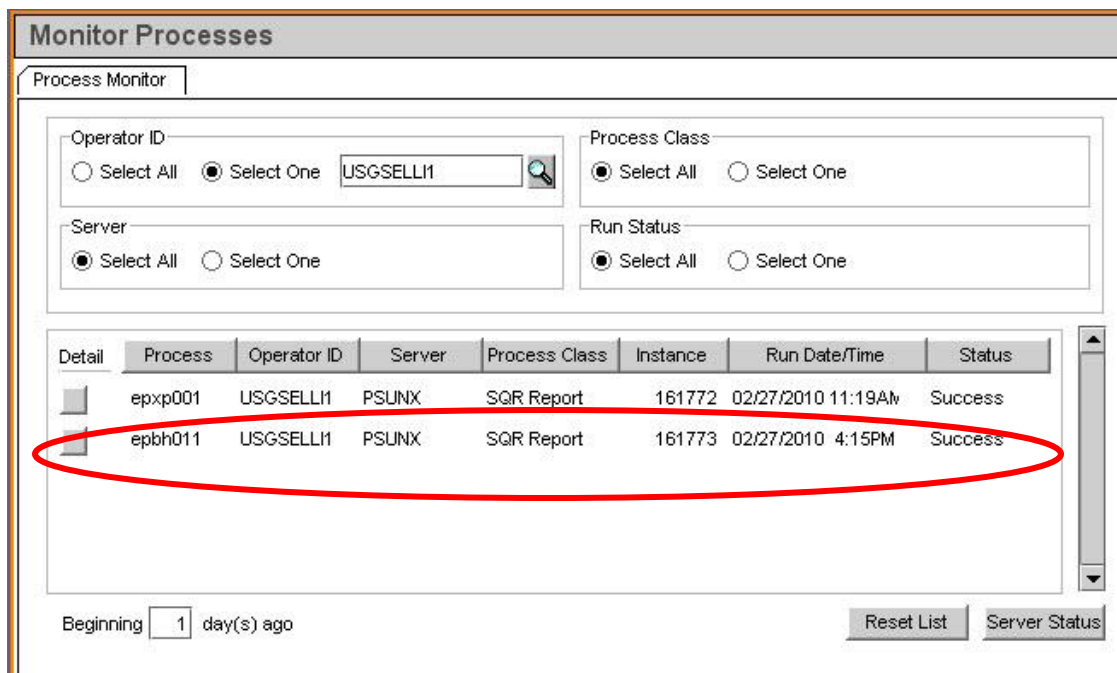 Monitor Processes
Process Monitor
Operator ID
Select All Select One USGSELLI1
Process Class
Select All Select One
Server
Select All Select One
Run Status
Select All Select One
Detail Process Operator ID Server Process Class Instance Run Date/Time Status
epxp001 USGSELLI1 PSUNX SQR Report 161772 02/27/2010 11:19AM Success
epbh011 USGSELLI1 PSUNX SQR Report 161773 02/27/2010 4:15PM Success
Beginning 1 day(s) ago
Reset List Server Status